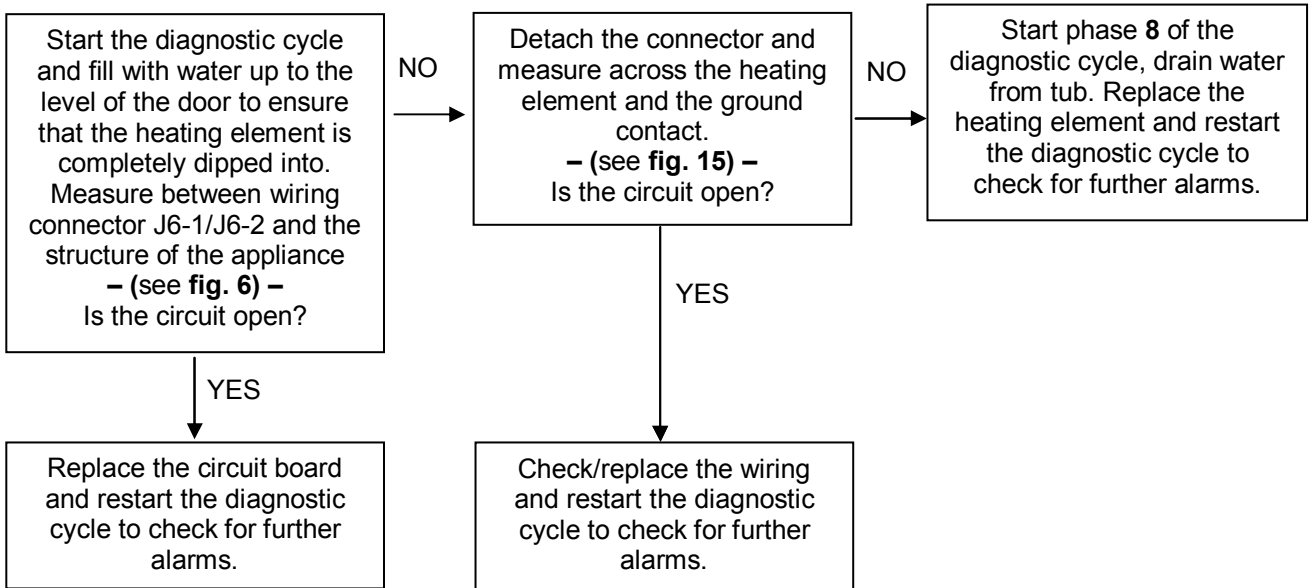 Start the diagnostic cycle
and fill with water up to the
level of the door to ensure
that the heating element is
completely dipped into.
Measure between wiring
connector J6-1/J6-2 and the
structure of the appliance
– (see fig. 6) –
Is the circuit open?
NO
Detach the connector and
measure across the heating
element and the ground
contact.
– (see fig. 15) –
Is the circuit open?
NO
Start phase 8 of the
diagnostic cycle, drain water
from tub. Replace the
heating element and restart
the diagnostic cycle to
check for further alarms.
YES
YES
Replace the circuit board
and restart the diagnostic
cycle to check for further
alarms.
Check/replace the wiring
and restart the diagnostic
cycle to check for further
alarms.